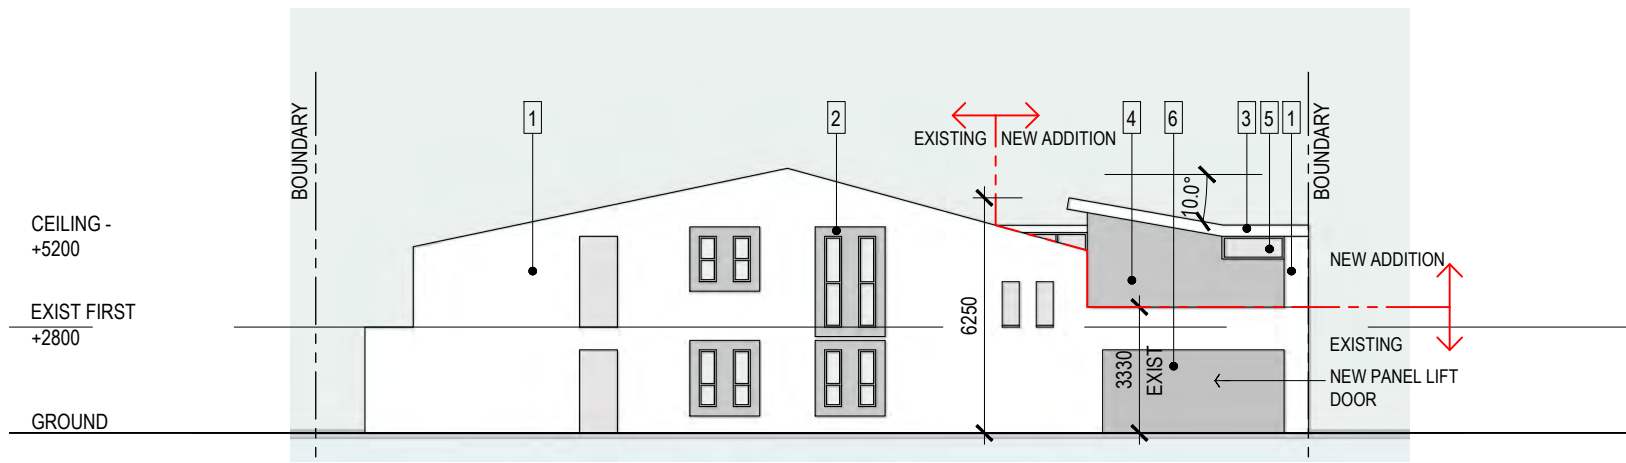 BOUNDARY
1
2
EXISTING
NEW ADDITION
4
6
3
5
1
BOUNDARY
10.0°
CEILING -
+5200
NEW ADDITION
EXIST FIRST
+2800
6250
3330
EXIST
EXISTING
NEW PANEL LIFT
DOOR
GROUND